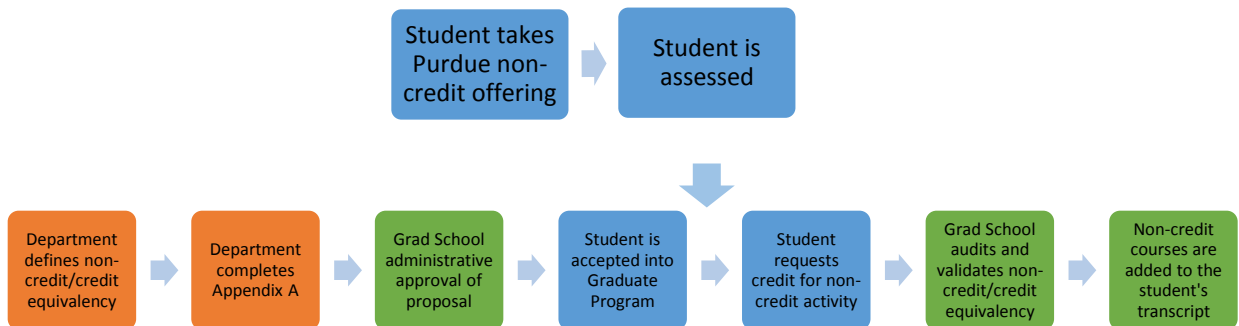 Student takes
Purdue non-
credit offering
Student is
assessed
Department
defines non-
credit/credit
equivalency
Department
completes
Appendix A
Grad School
administrative
approval of
proposal
Student is
accepted into
Graduate
Program
Student
requests
credit for non-
credit activity
Grad School
audits and
validates non-
credit/credit
equivalency
Non-credit
courses are
added to the
student's
transcript